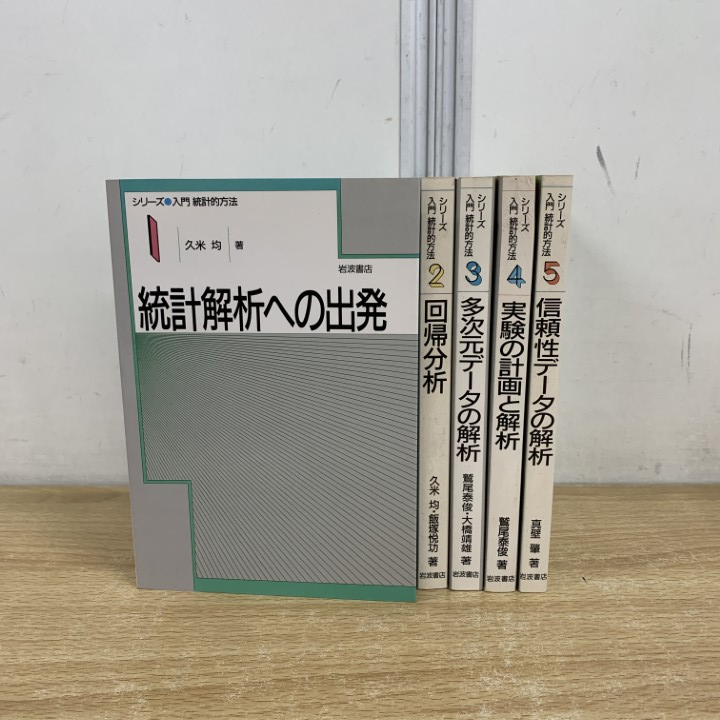 シリーズ●入門 統計的方法
1
久米 均 著
岩波書店
統計解析への出発
シリーズ
入門 統計的方法
2
回帰分析
久米 均・飯塚悦功 著
岩波書店
シリーズ
入門 統計的方法
3
多次元データの解析
鷲尾泰俊・大橋靖雄 著
岩波書店
シリーズ
入門 統計的方法
4
実験の計画と解析
鷲尾泰俊 著
岩波書店
シリーズ
入門 統計的方法
5
信頼性データの解析
真壁 肇 著
岩波書店